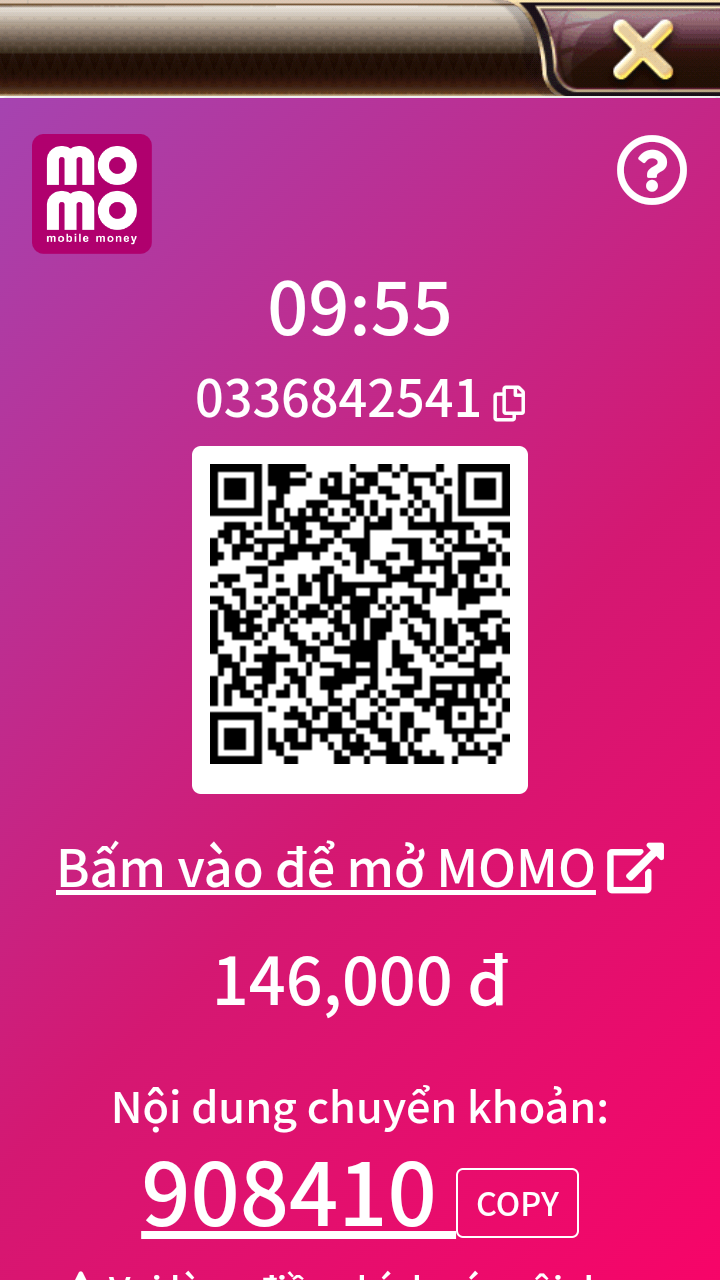 mo
mo
mobile money
09:55
0336842541
Bấm vào để mở MOMO
146,000 đ
Nội dung chuyển khoản:
908410 COPY